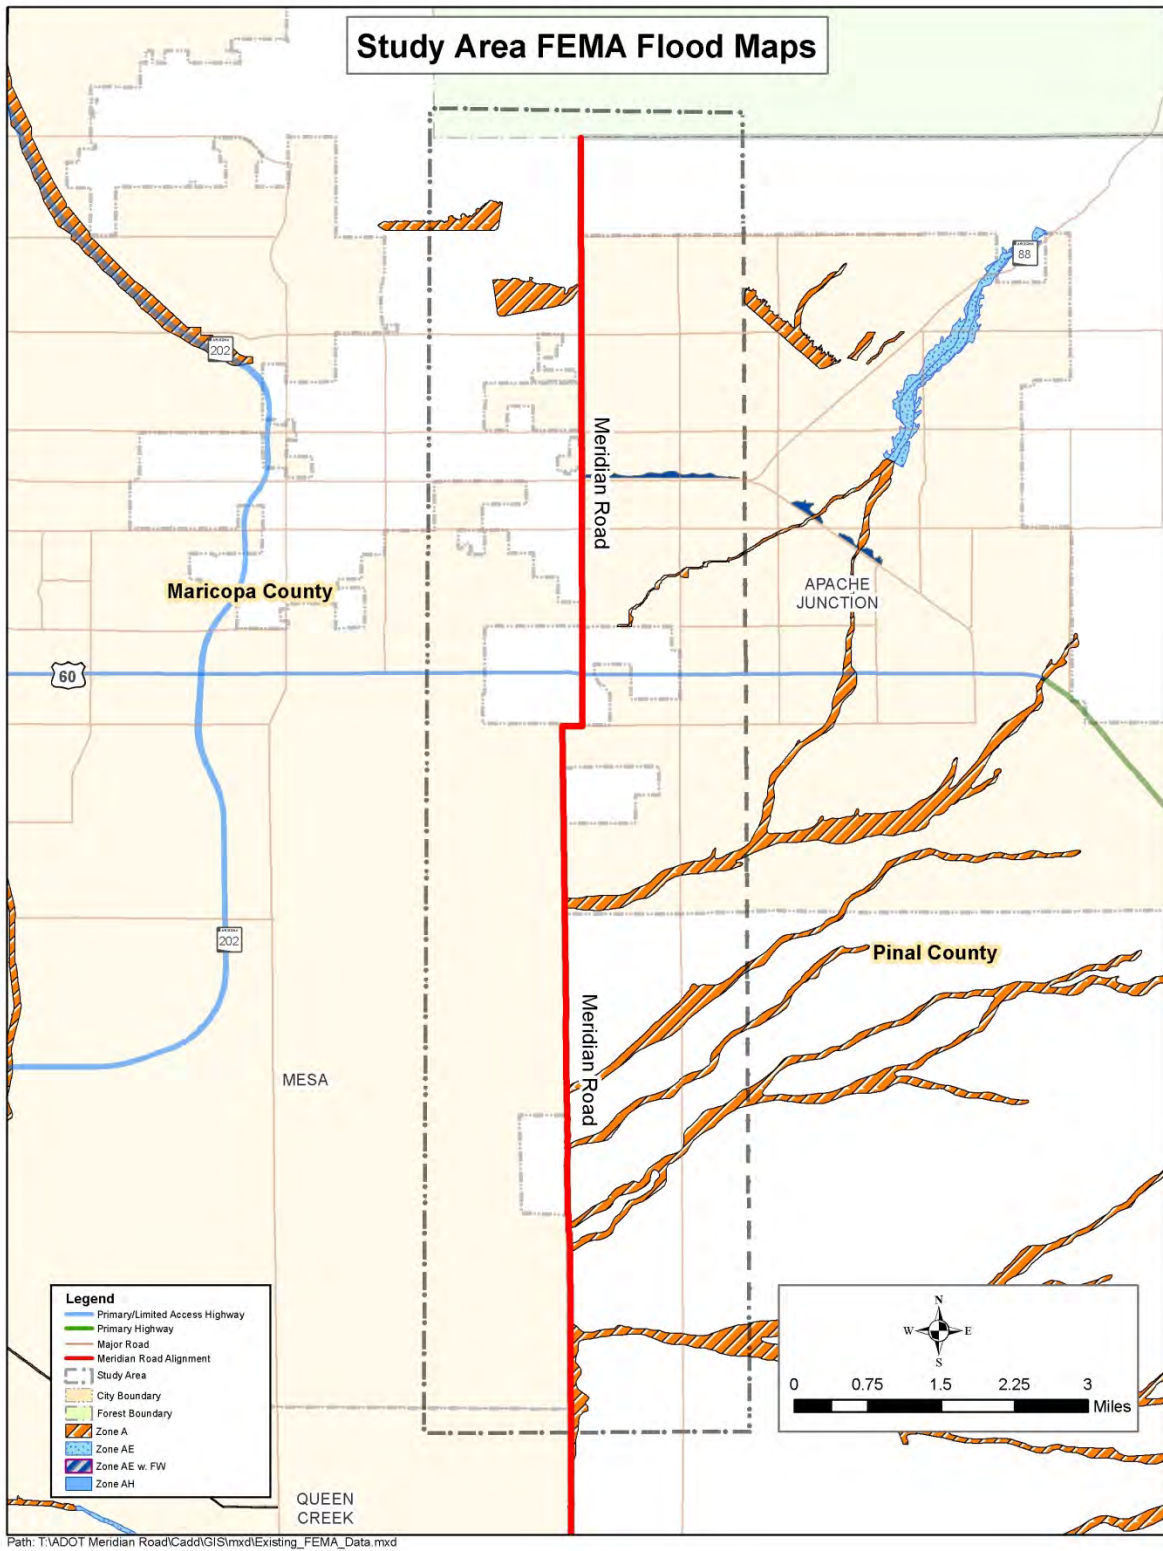 Study Area FEMA Flood Maps
88
202
Meridian Road
Maricopa County
APACHE
JUNCTION
60
202
Pinal County
Meridian Road
MESA
Legend
Primary/Limited Access Highway
Primary Highway
Major Road
Meridian Road Alignment
Study Area
City Boundary
Forest Boundary
Zone A
Zone AE
Zone AE w. FW
Zone AH
N
W E
S
0 0.75 1.5 2.25 3
Miles
QUEEN
CREEK
Path: T:\ADOT Meridian Road\Cadd\GIS\mxd\Existing_FEMA_Data.mxd